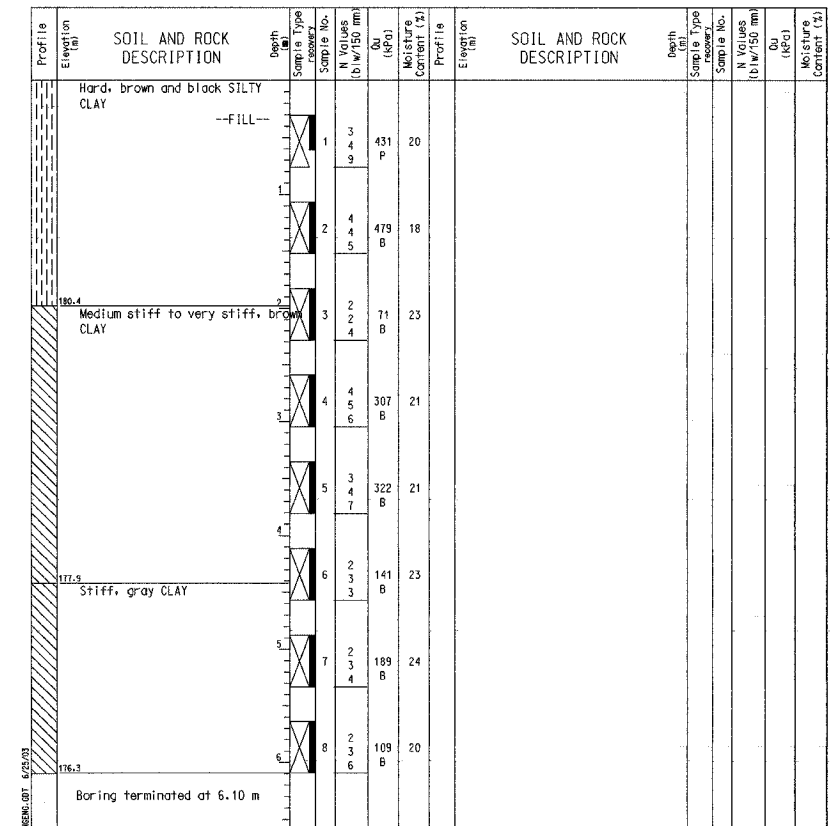 Profile
Elevation (m)
SOIL AND ROCK DESCRIPTION
Depth (m)
Sample Type recovery
Sample No.
N Values (blw/150 mm)
Qu (kPa)
Moisture Content (%)
Profile
Elevation (m)
SOIL AND ROCK DESCRIPTION
Depth (m)
Sample Type recovery
Sample No.
N Values (blw/150 mm)
Qu (kPa)
Moisture Content (%)
Hard, brown and black SILTY
CLAY
--FILL--
1 3 4 9 431 P 20
1
2 4 4 5 479 B 18
180.4 2
Medium stiff to very stiff, brown
CLAY
3 2 2 4 71 B 23
4 4 5 6 307 B 21
3
5 3 4 7 322 B 21
4
6 2 3 3 141 B 23
177.9
Stiff, gray CLAY
5
7 2 3 4 189 B 24
8 2 3 6 109 B 20
6
176.3
Boring terminated at 6.10 m
6/25/03